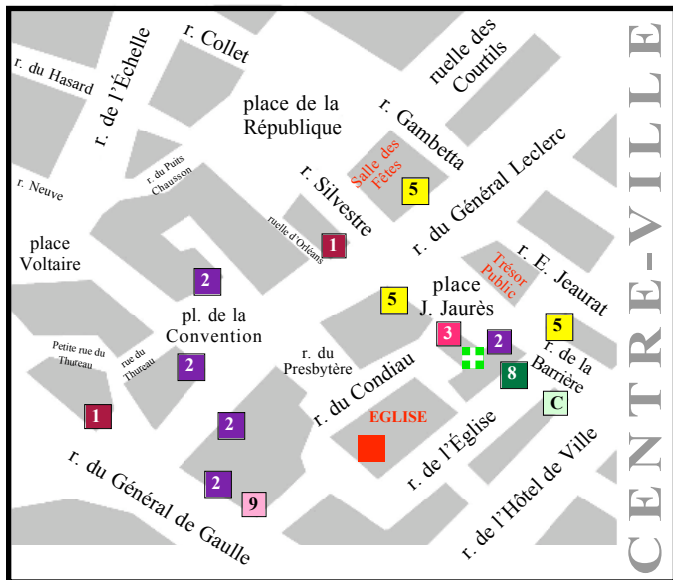 r. Collet
ruelle des
Courtils
r. du Hasard
r. de l'Échelle
place de la
République
r. Gambetta
r. du Puits
Chausson
Salle des
Fêtes
5
r. Neuve
r. Silvestre
r. du Général Leclerc
ruelle d'Orléans
1
place
Voltaire
r. E. Jeaurat
Trésor
Public
2
place
J. Jaurès
5
pl. de la
Convention
3
2
5
Petite rue du
Thureau
rue du
Thureau
2
r. du
Presbytère
r. de la
Barrière
8
r. du Condiau
C
1
EGLISE
2
r. de l'Église
r. du Général de Gaulle
2
9
r. de l'Hôtel de Ville
CENTRE-VILLE